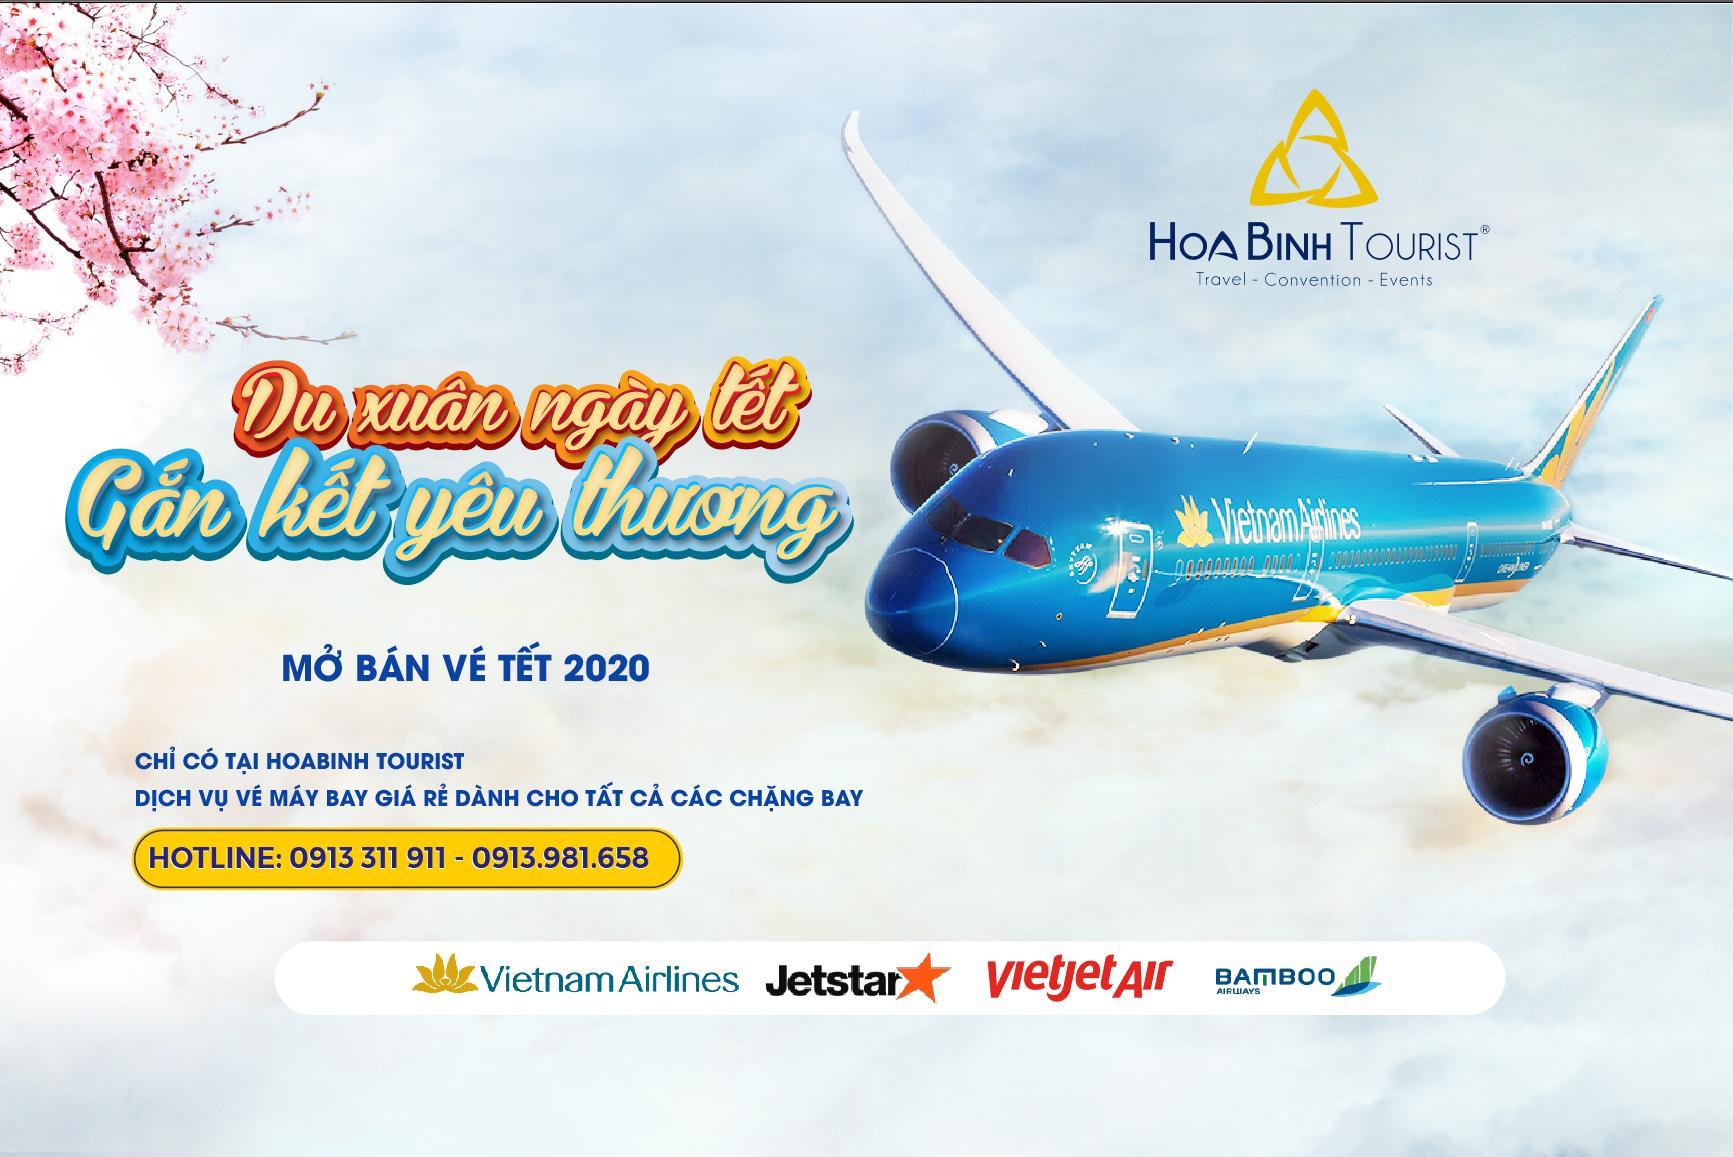 HOA BINH TOURIST®
Travel - Convention - Events
Du xuân ngày tết
Gắn kết yêu thương
Vietnam Airlines
MỞ BÁN VÉ TẾT 2020
CHỈ CÓ TẠI HOABINH TOURIST
DỊCH VỤ VÉ MÁY BAY GIÁ RẺ DÀNH CHO TẤT CẢ CÁC CHẶNG BAY
HOTLINE: 0913 311 911 - 0913.981.658
Vietnam Airlines Jetstar vietjet Air BAMBOO AIRWAYS